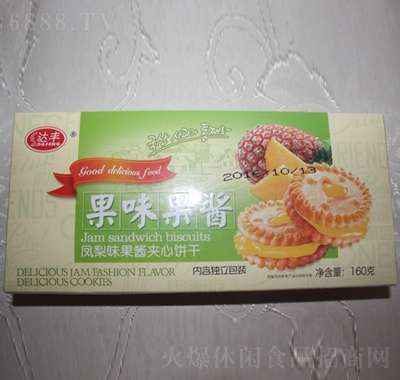 6888.TV
达丰
DAFENG
Good delicious food
2016/10/13
果味果酱
Jam sandwich biscuits
凤梨味果酱夹心饼干
内含独立包装
净含量: 160克
DELICIOUS JAM FASHION FLAVOR
DELICIOUS COOKIES
火爆休闲食品招商网